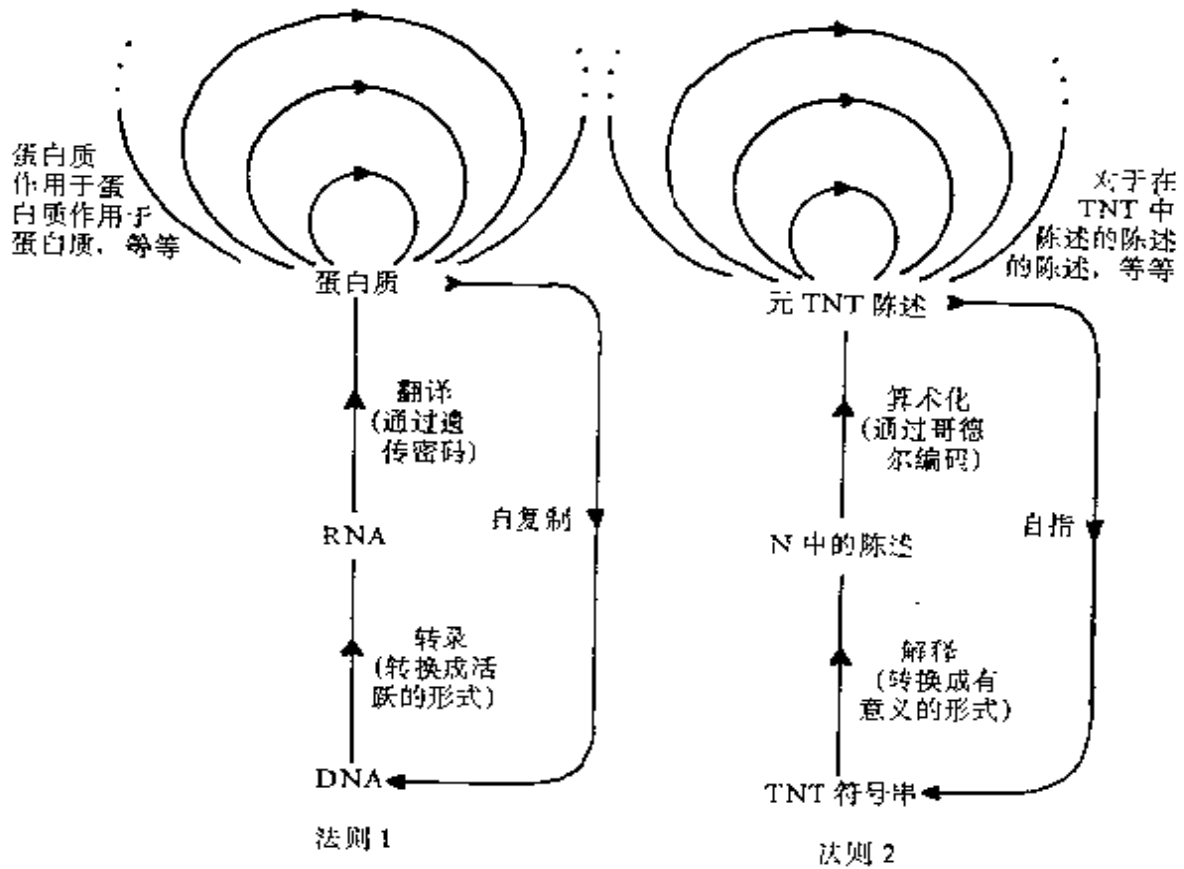 蛋白质
作用于蛋
白质作用于
蛋白质，等等
蛋白质
翻译
(通过遗
传密码)
RNA
自复制
转录
(转换成活
跃的形式)
DNA
法则 1
对于在
TNT 中
陈述的陈述
的陈述，等等
元 TNT 陈述
算术化
(通过哥德
尔编码)
N 中的陈述
自指
解释
(转换成有
意义的形式)
TNT 符号串
法则 2